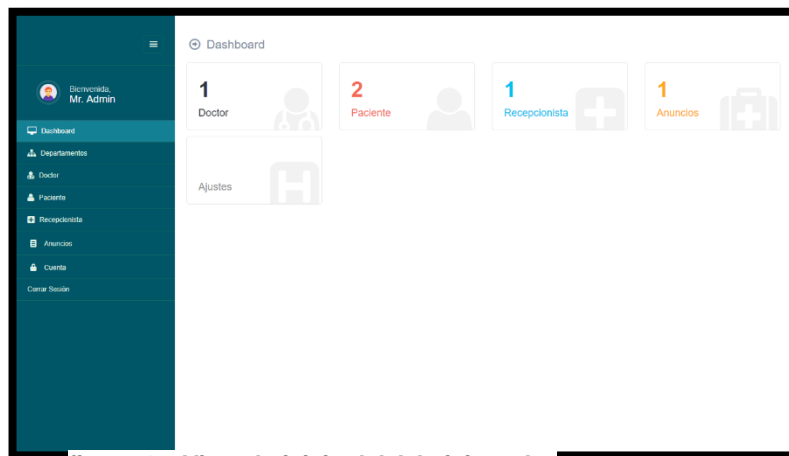 Bienvenida,
Mr. Admin
Dashboard
Departamentos
Doctor
Paciente
Recepcionista
Anuncios
Cuenta
Cerrar Sesión
Dashboard
1
Doctor
2
Paciente
1
Recepcionista
1
Anuncios
Ajustes
H